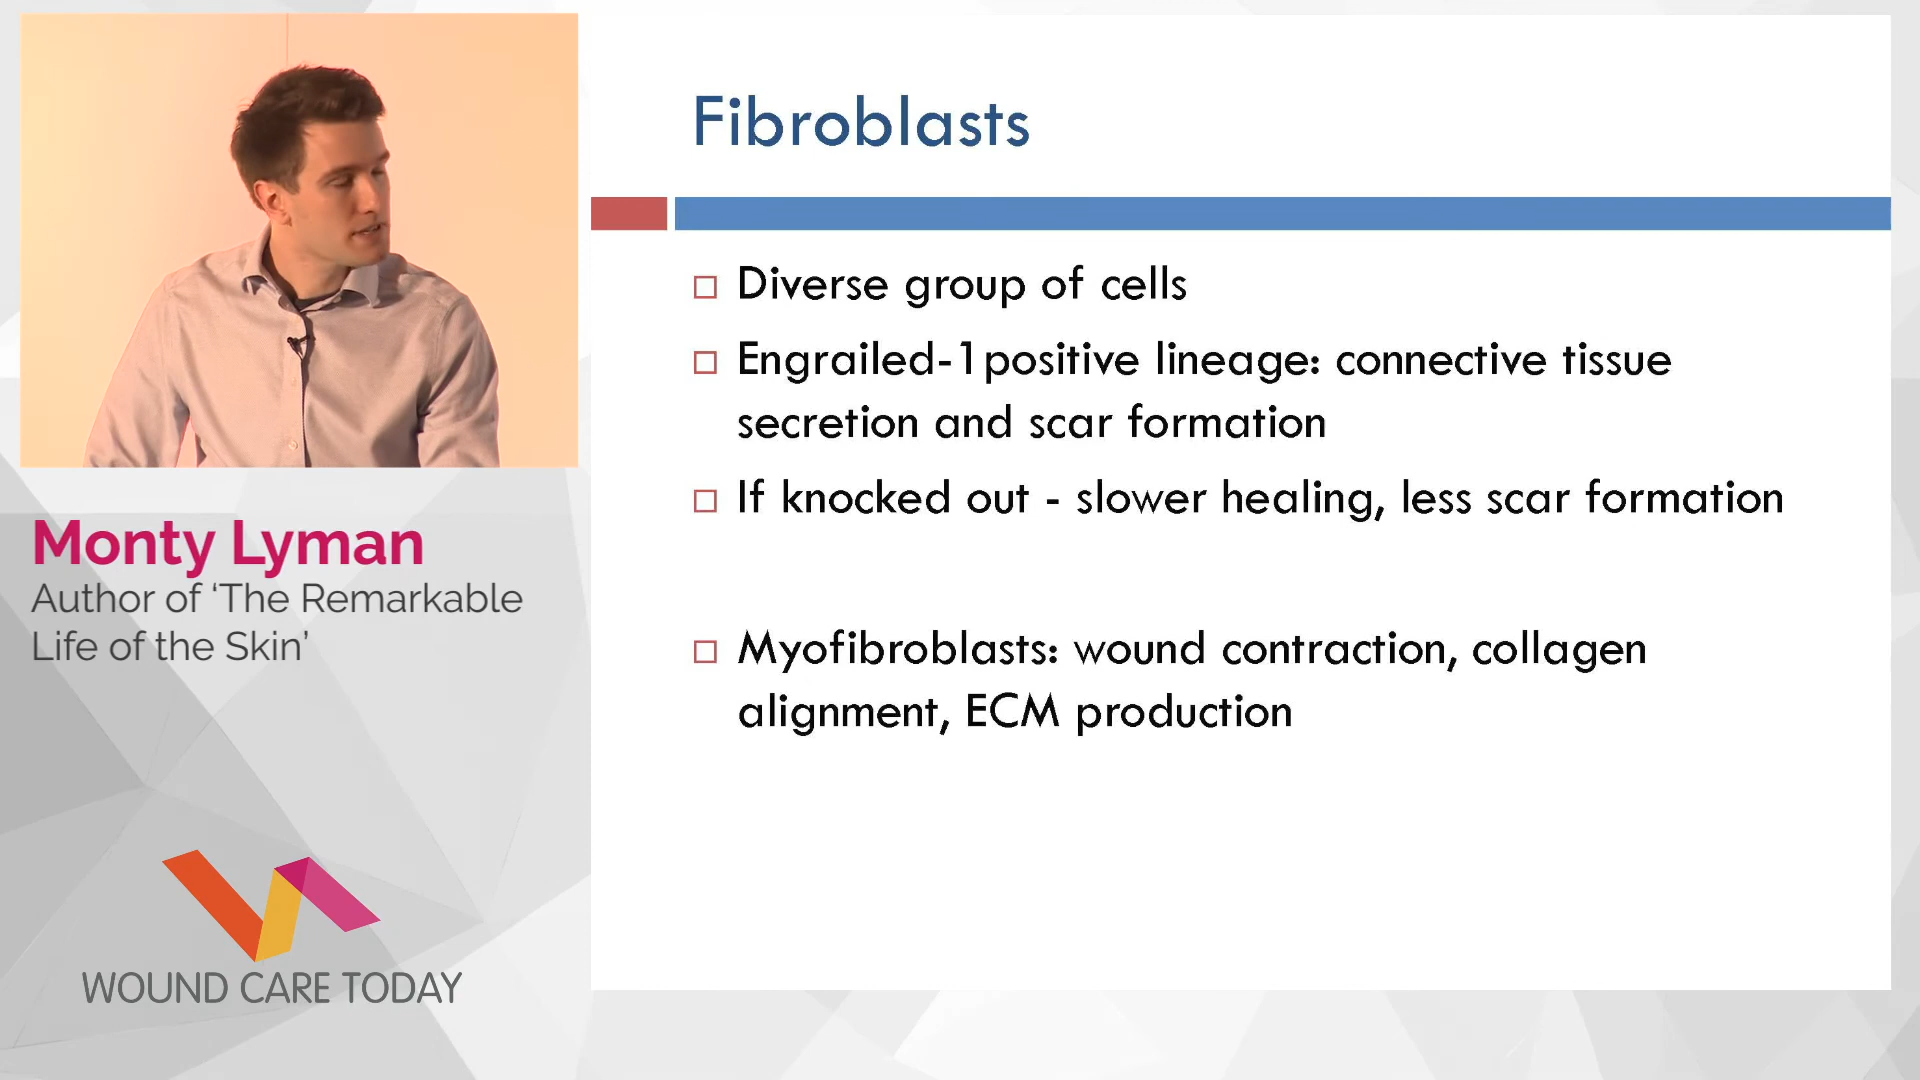 Fibroblasts
Diverse group of cells
Engrailed-1positive lineage: connective tissue
secretion and scar formation
If knocked out - slower healing, less scar formation
Myofibroblasts: wound contraction, collagen
alignment, ECM production
Monty Lyman
Author of ‘The Remarkable
Life of the Skin’
WOUND CARE TODAY